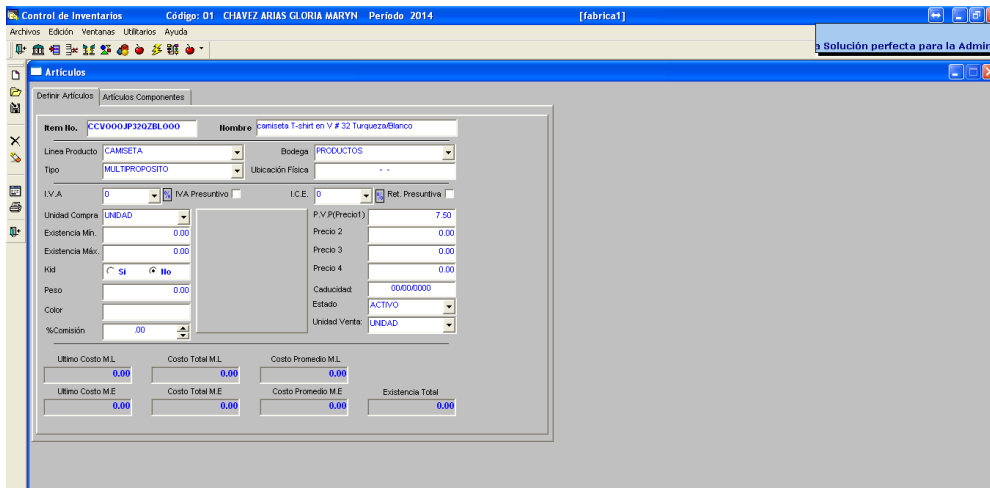 Control de Inventarios Código: 01 CHAVEZ ARIAS GLORIA MARYN Periodo 2014 [fabrica1]
Archivos Edición Ventanas Utilitarios Ayuda
a Solución perfecta para la Admin
Artículos
Definir Artículos Artículos Componentes
Item No. CCVOOOJP32QZBLOOO Nombre camiseta T-shirt en V # 32 Turqueza/Blanco
Linea Producto CAMISETA Bodega PRODUCTOS
Tipo MULTIPROPOSITO Ubicación Física - -
I.V.A 0 % IVA Presuntivo I.C.E. 0 % Ret. Presuntiva
Unidad Compra UNIDAD P.V.P(Precio1) 7.50
Existencia Mín. 0.00 Precio 2 0.00
Existencia Máx. 0.00 Precio 3 0.00
Kid Si No Precio 4 0.00
Peso 0.00 Caducidad: 00/00/0000
Color Estado ACTIVO
%Comisión .00 Unidad Venta: UNIDAD
Ultimo Costo M.L Costo Total M.L Costo Promedio M.L
0.00 0.00 0.00
Ultimo Costo M.E Costo Total M.E Costo Promedio M.E Existencia Total
0.00 0.00 0.00 0.00